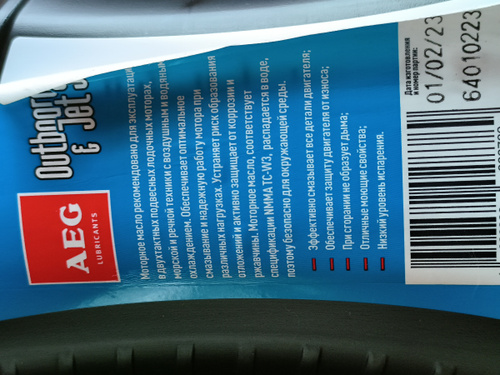 AEG
LUBRICANTS
Outboard
& Jet
Моторное масло рекомендовано для эксплуатац
в двухтактных подвесных лодочных моторах,
морской и речной техники с воздушным и водяным
охлаждением. Обеспечивает оптимальное
смазывание и надежную работу мотора при
различных нагрузках. Устраняет риск образования
отложений и активно защищает от коррозии и
ржавчины. Моторное масло, соответствует
спецификации NMMA TC-W3, распадается в воде,
поэтому безопасно для окружающей среды.
Эффективно смазывает все детали двигателя;
Обеспечивает защиту двигателя от износа;
При сгорании не образует дыма;
Отличные моющие свойства;
Низкий уровень испарения.
Дата изготовления
и номер партии:
01/02/23
64010223